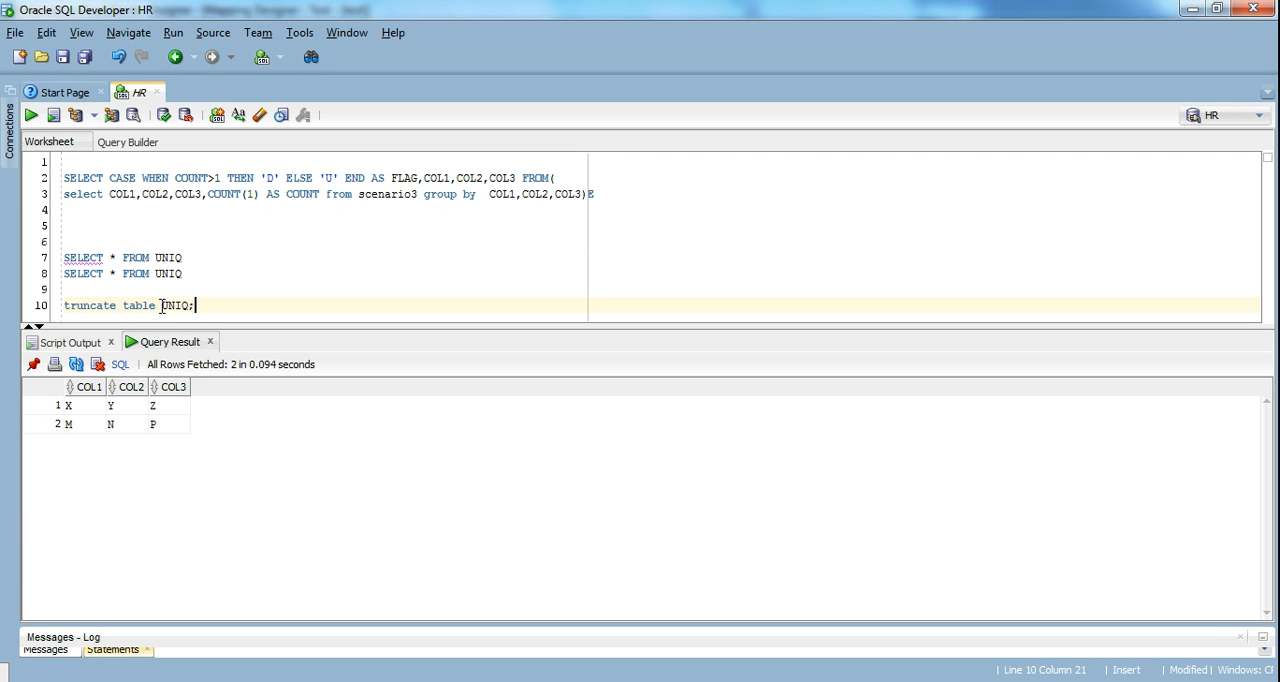 Oracle SQL Developer : HR
File Edit View Navigate Run Source Team Tools Window Help
Start Page HR
HR
Connections
Worksheet Query Builder
1
2 SELECT CASE WHEN COUNT>1 THEN 'D' ELSE 'U' END AS FLAG,COL1,COL2,COL3 FROM(
3 select COL1,COL2,COL3,COUNT(1) AS COUNT from scenario3 group by COL1,COL2,COL3)E
4
5
6
7 SELECT * FROM UNIQ
8 SELECT * FROM UNIQ
9
10 truncate table UNIQ;
Script Output x Query Result x
SQL | All Rows Fetched: 2 in 0.094 seconds
COL1 COL2 COL3
1 X Y Z
2 M N P
Messages - Log
Messages Statements
| Line 10 Column 21 | Insert | Modified | Windows: CF